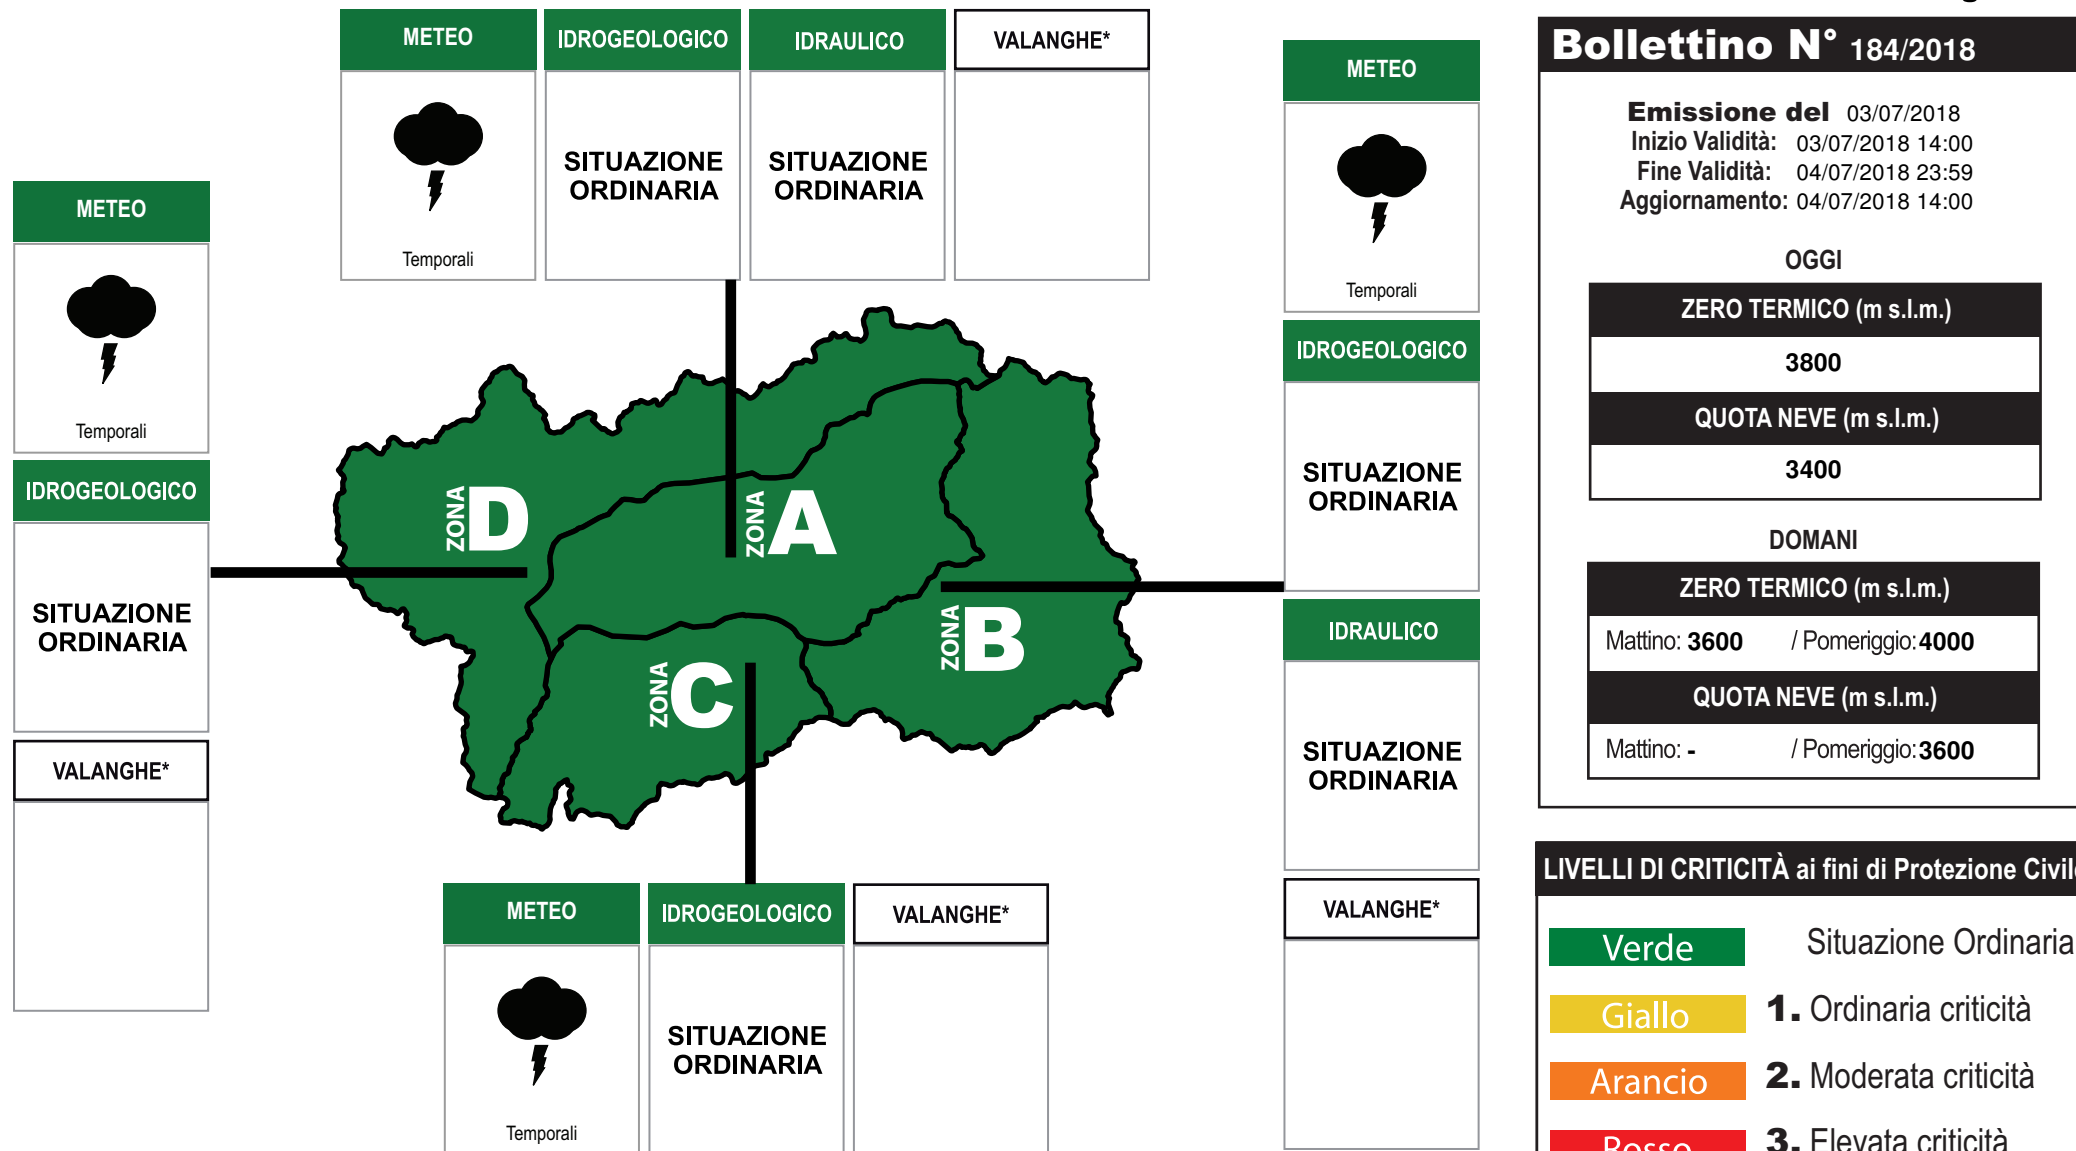 METEO
IDROGEOLOGICO
IDRAULICO
VALANGHE*
Temporali
SITUAZIONE
ORDINARIA
SITUAZIONE
ORDINARIA
METEO
Temporali
IDROGEOLOGICO
SITUAZIONE
ORDINARIA
VALANGHE*
ZONA D
ZONA A
ZONA B
ZONA C
METEO
Temporali
IDROGEOLOGICO
SITUAZIONE
ORDINARIA
IDRAULICO
SITUAZIONE
ORDINARIA
VALANGHE*
METEO
IDROGEOLOGICO
VALANGHE*
Temporali
SITUAZIONE
ORDINARIA
Bollettino N° 184/2018
Emissione del 03/07/2018
Inizio Validità: 03/07/2018 14:00
Fine Validità: 04/07/2018 23:59
Aggiornamento: 04/07/2018 14:00
OGGI
ZERO TERMICO (m s.l.m.)
3800
QUOTA NEVE (m s.l.m.)
3400
DOMANI
ZERO TERMICO (m s.l.m.)
Mattino: 3600 / Pomeriggio: 4000
QUOTA NEVE (m s.l.m.)
Mattino: - / Pomeriggio: 3600
LIVELLI DI CRITICITÀ ai fini di Protezione Civile
Verde Situazione Ordinaria
Giallo 1. Ordinaria criticità
Arancio 2. Moderata criticità
Rosso 3. Elevata criticità